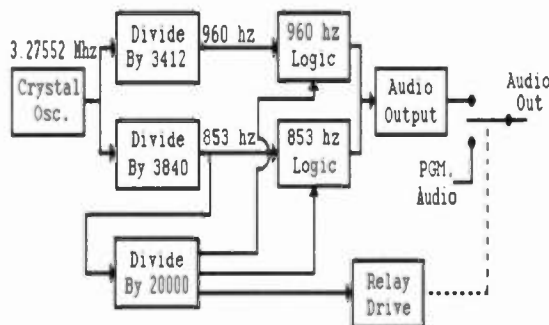 3.27552 Mhz
Crystal
Osc.
Divide
By 3412
960 hz
960 hz
Logic
Audio
Output
Audio
Out
Divide
By 3840
853 hz
853 hz
Logic
PGM.
Audio
Divide
By 20000
Relay
Drive